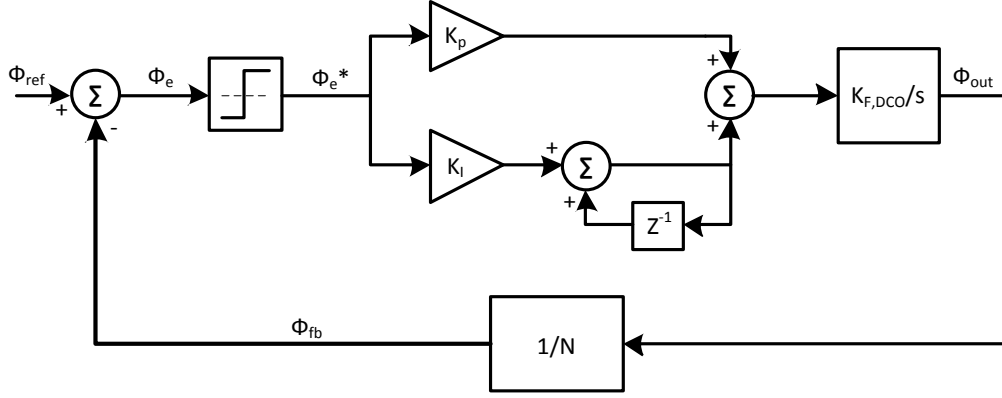 Φref
+
Σ
-
Φe
Φe*
Kp
KI
+
Σ
+
Z-1
+
Σ
+
KF,DCO/s
Φout
Φfb
1/N